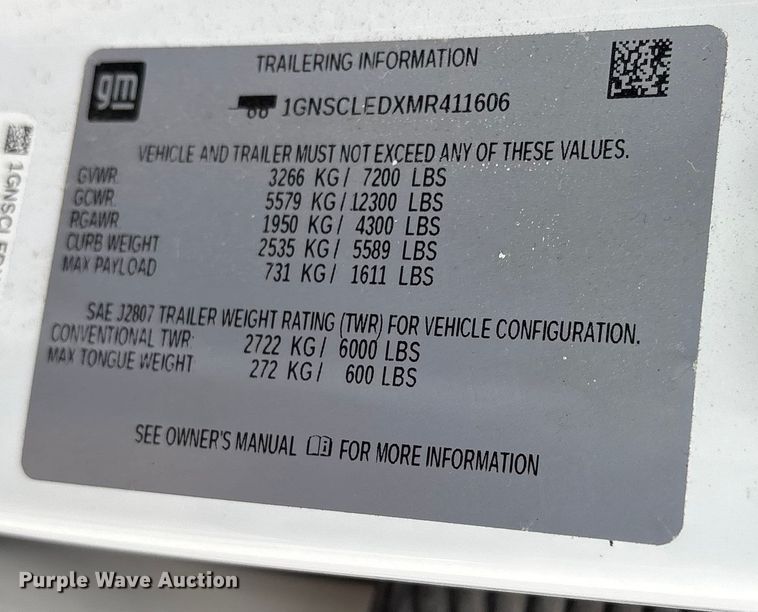 gm
TRAILERING INFORMATION
1GNSCLEDXMR411606
VEHICLE AND TRAILER MUST NOT EXCEED ANY OF THESE VALUES.
GVWR 3266 KG/ 7200 LBS
GCWR 5579 KG/12300 LBS
RGAWR 1950 KG/ 4300 LBS
CURB WEIGHT 2535 KG/ 5589 LBS
MAX PAYLOAD 731 KG/ 1611 LBS
SAE J2807 TRAILER WEIGHT RATING (TWR) FOR VEHICLE CONFIGURATION.
CONVENTIONAL TWR: 2722 KG/ 6000 LBS
MAX TONGUE WEIGHT 272 KG/ 600 LBS
SEE OWNER'S MANUAL FOR MORE INFORMATION
Purple Wave Auction